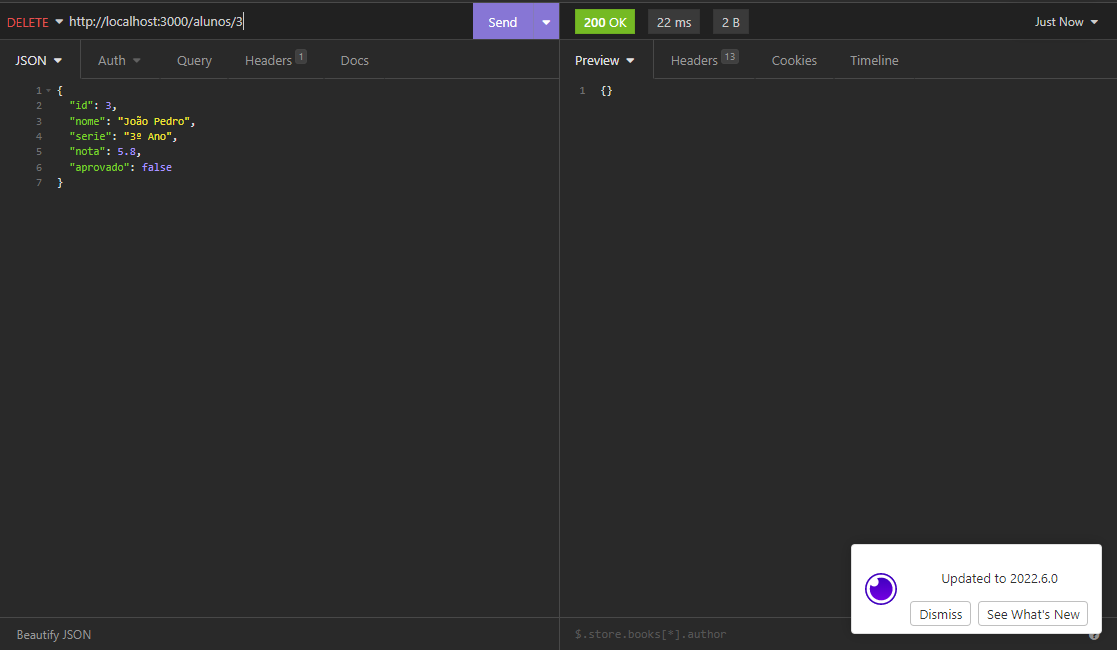 DELETE http://localhost:3000/alunos/3 Send 200 OK 22 ms 2 B Just Now
JSON Auth Query Headers 1 Docs
Preview Headers 13 Cookies Timeline
1 {
2 "id": 3,
3 "nome": "João Pedro",
4 "serie": "3º Ano",
5 "nota": 5.8,
6 "aprovado": false
7 }
1 {}
Updated to 2022.6.0
Dismiss See What's New
Beautify JSON
$.store.books[*].author